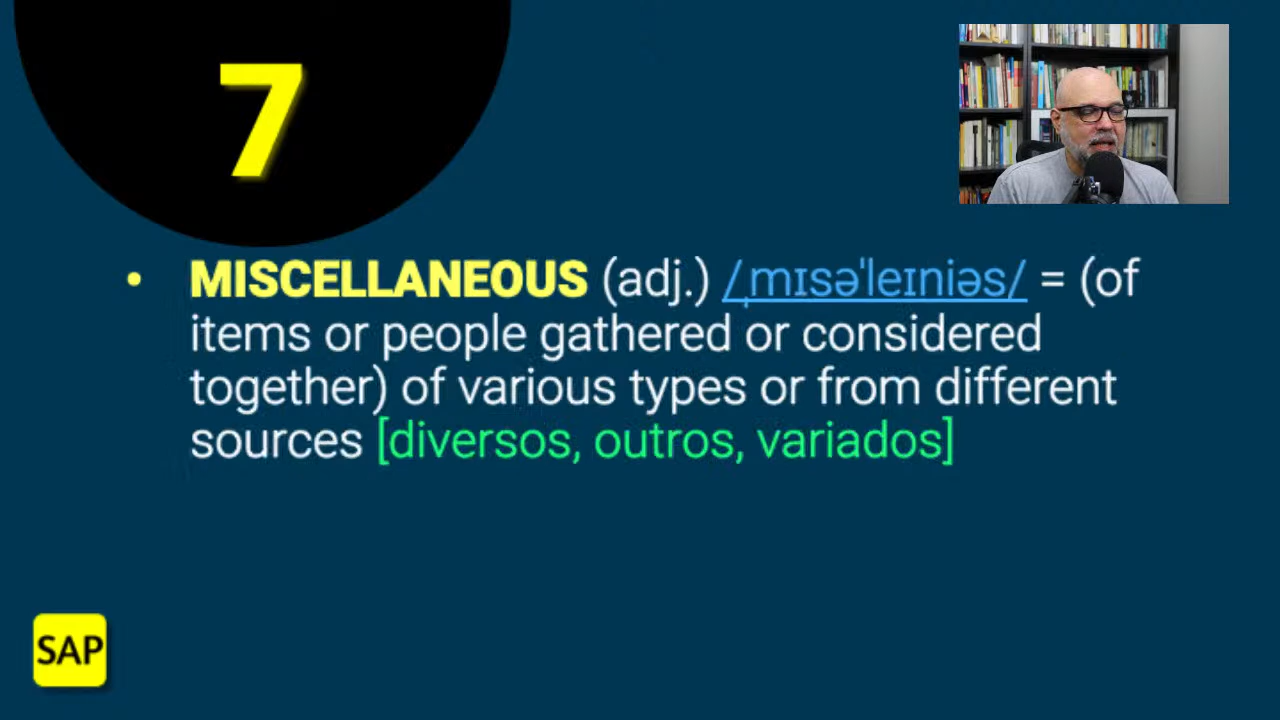 7
• MISCELLANEOUS (adj.) /ˌmɪsəˈleɪniəs/ = (of
items or people gathered or considered
together) of various types or from different
sources [diversos, outros, variados]
SAP